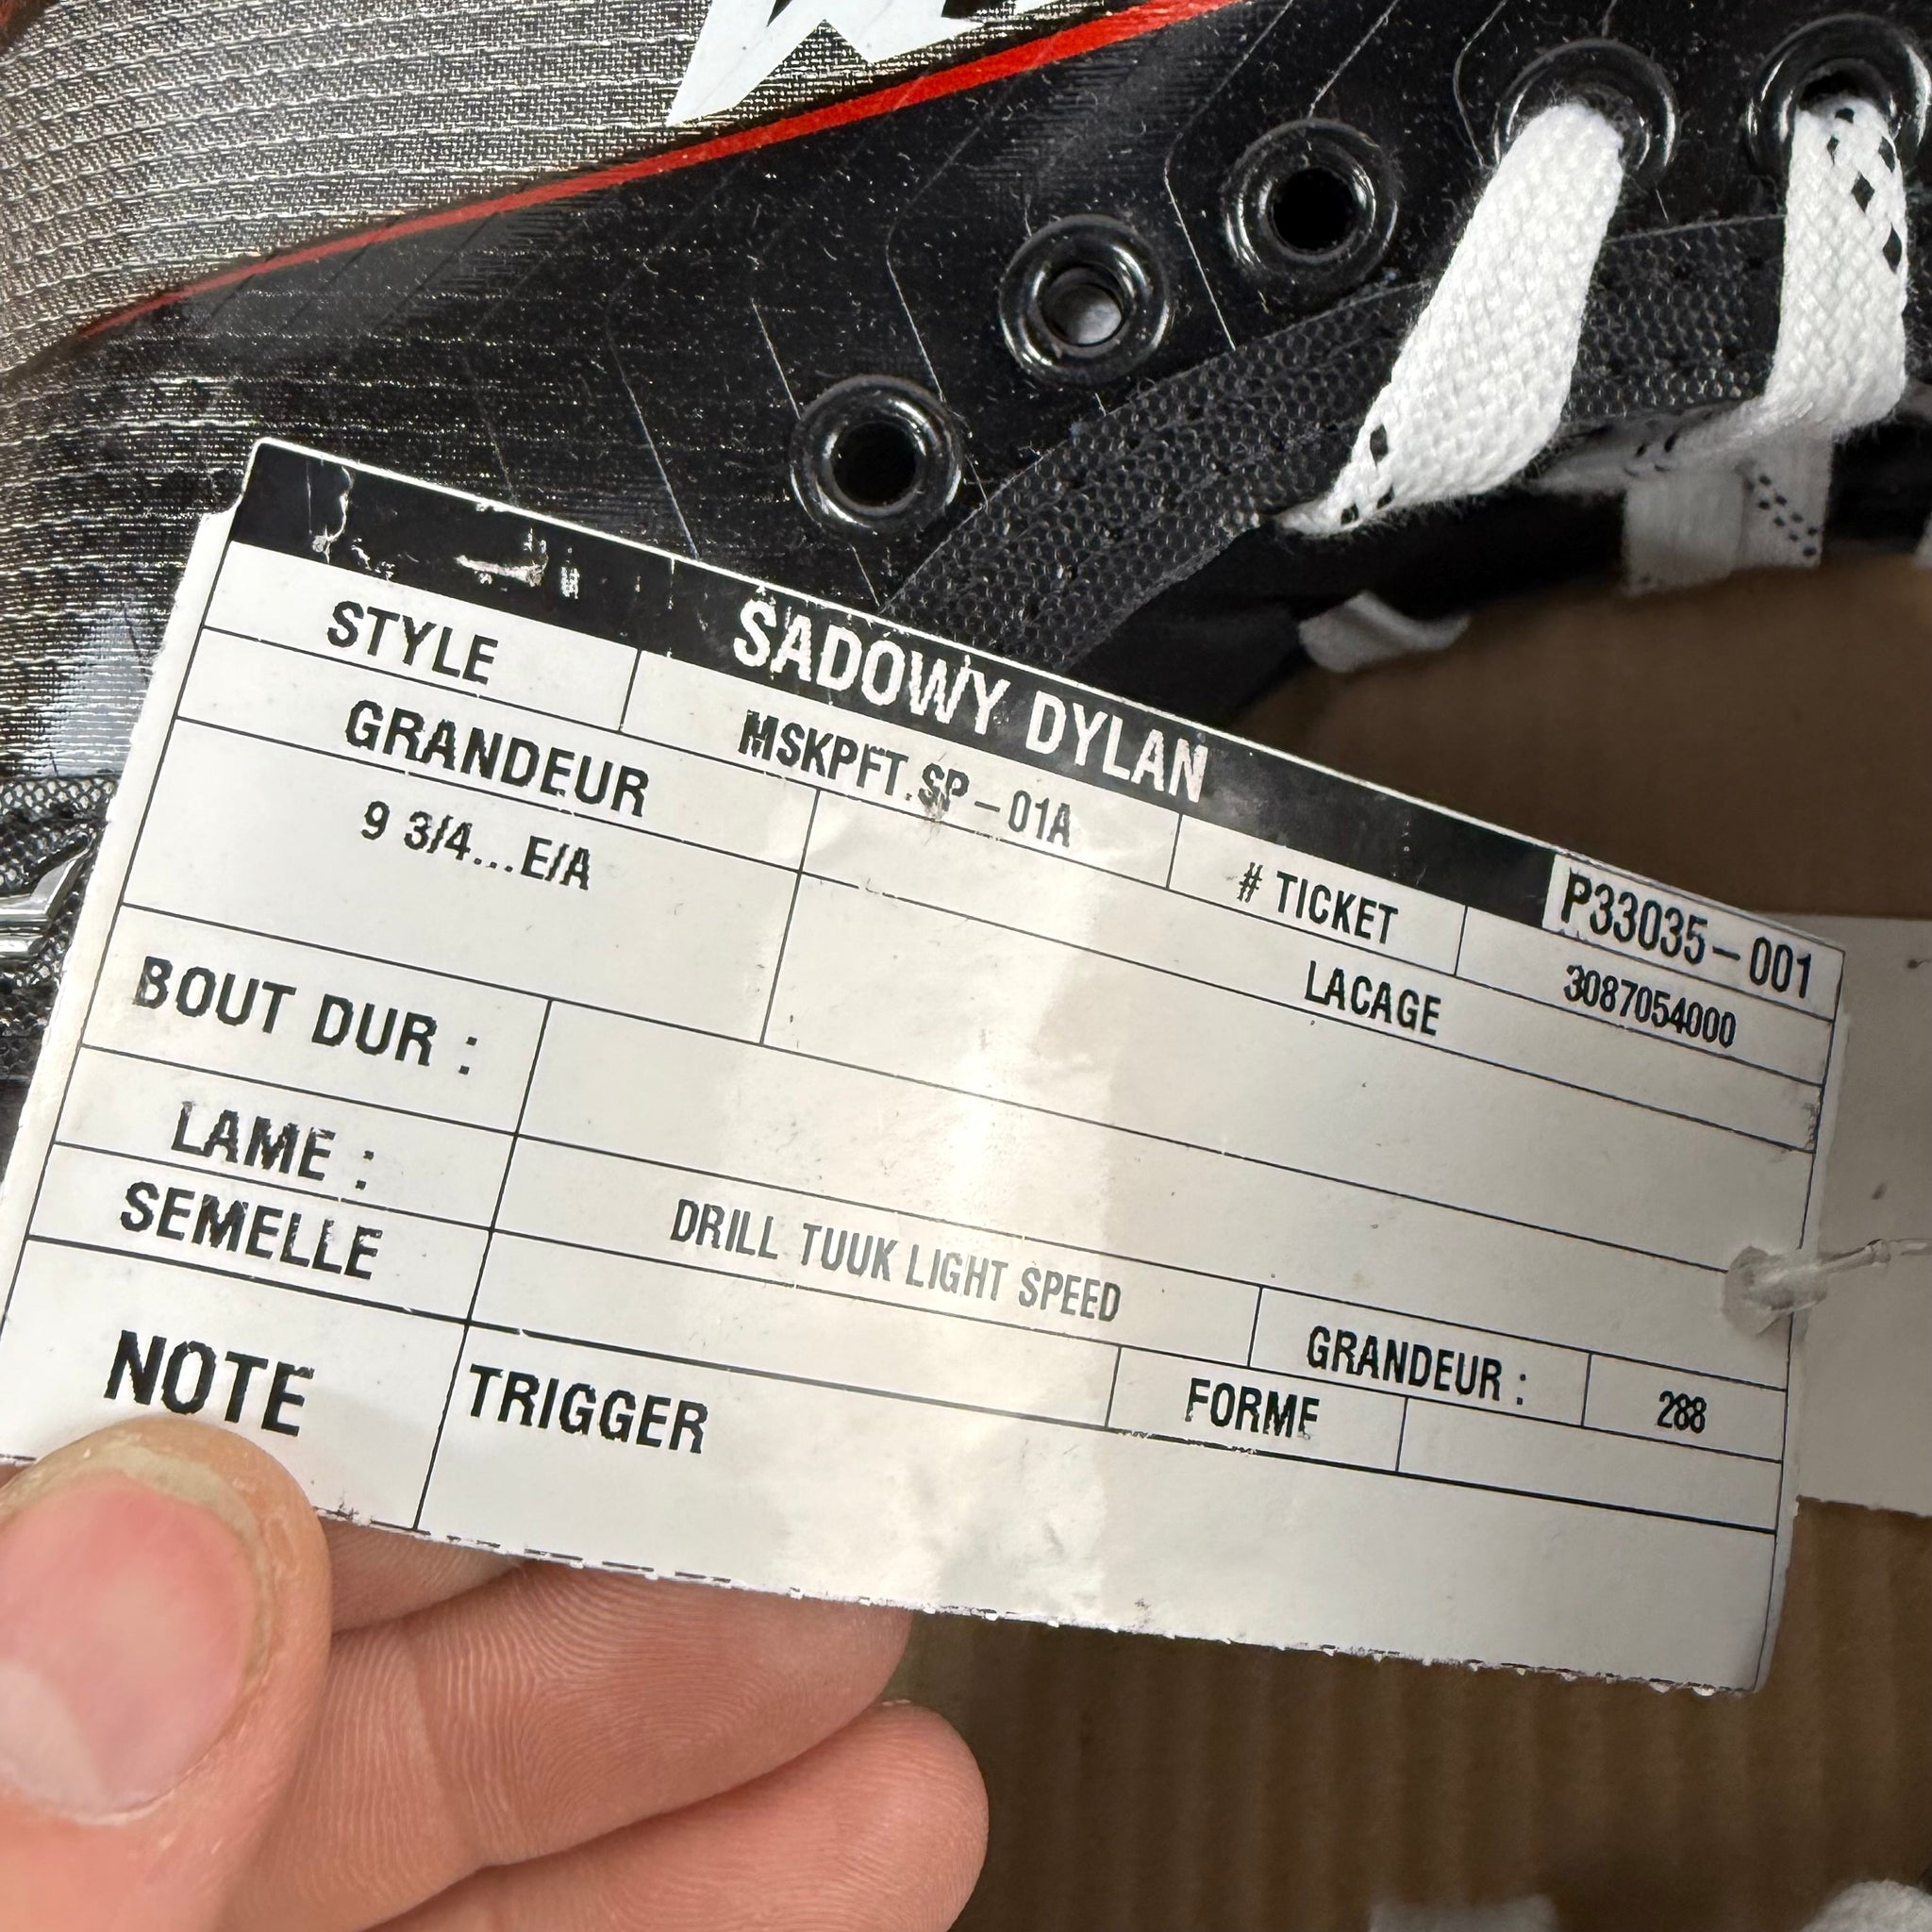 SADOWY DYLAN P33035-001
STYLE MSKPFT.SP-01A # TICKET 3087054000
GRANDEUR LACAGE
9 3/4...E/A
BOUT DUR :
LAME : DRILL TUUK LIGHT SPEED GRANDEUR : 288
SEMELLE FORME
NOTE TRIGGER